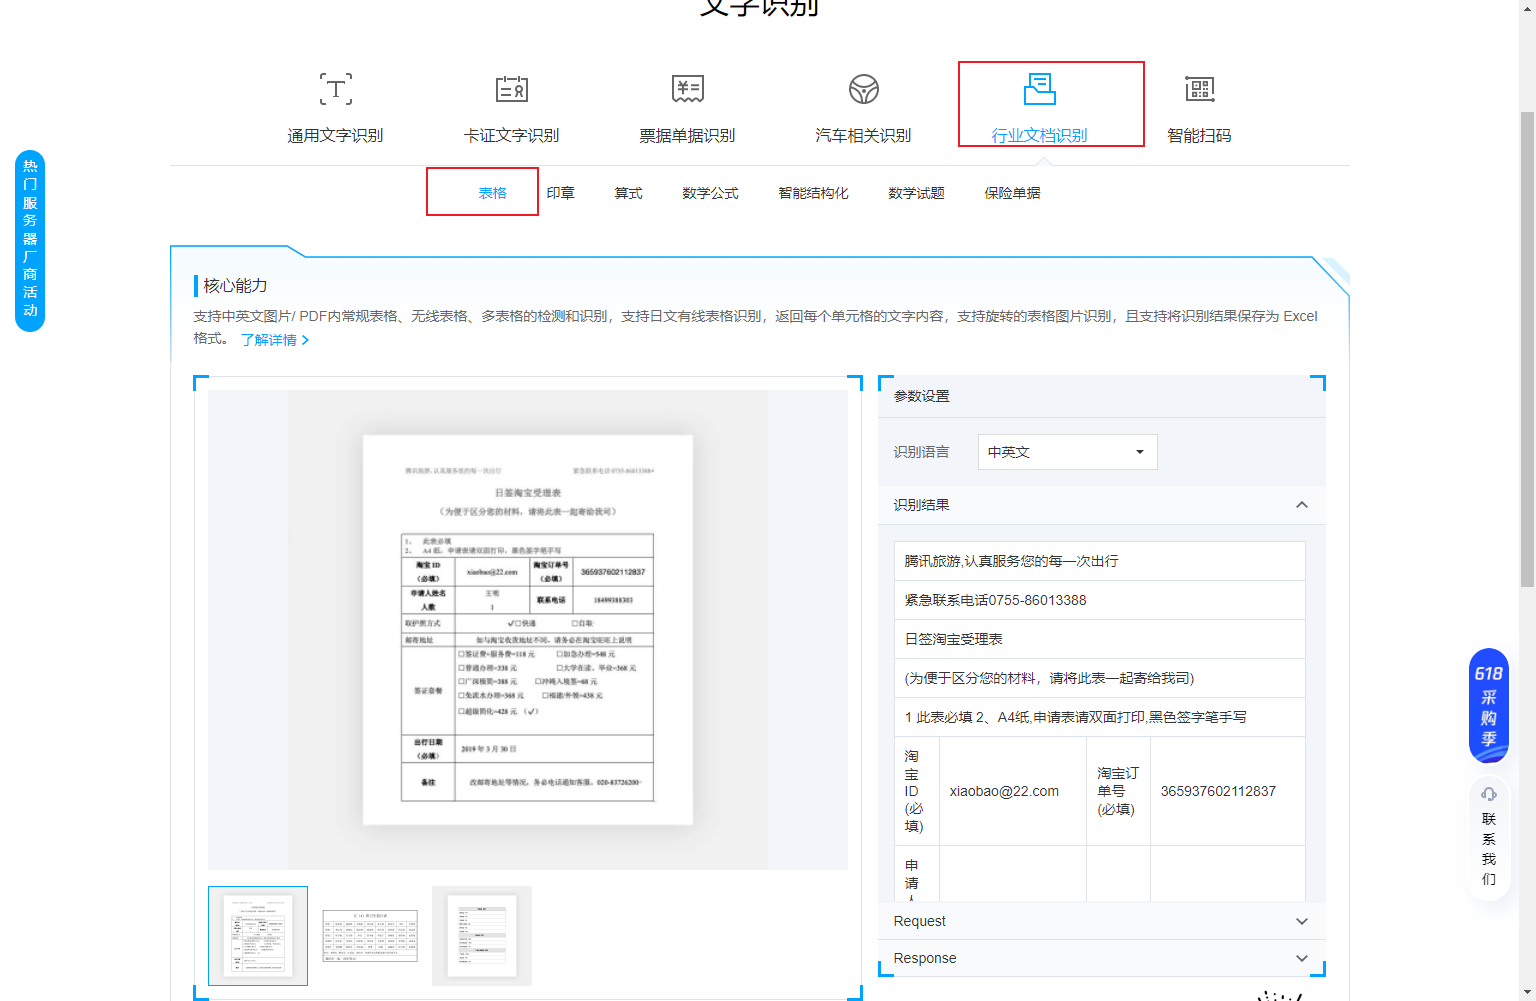 文字识别
通用文字识别
卡证文字识别
票据单据识别
汽车相关识别
行业文档识别
智能扫码
表格
印章
算式
数学公式
智能结构化
数学试题
保险单据
热门服务器厂商活动
核心能力
支持中英文图片/ PDF内常规表格、无线表格、多表格的检测和识别，支持日文有线表格识别，返回每个单元格的文字内容，支持旋转的表格图片识别，且支持将识别结果保存为 Excel
格式。 了解详情
腾讯旅游,认真服务您的每一次出行
紧急联系电话0755-86013388
日签淘宝受理表
（为便于区分您的材料，请将此表一起寄给我司）
1、 此表必填
2、 A4 纸，申请表请双面打印，黑色签字笔手写
淘宝 ID
（必填）
xiaobao@22.com
淘宝订单号
（必填）
365937602112837
申请人姓名
人数
王明
1
联系电话
18499388303
取护照方式
✓☐快递 ☐自取
邮寄地址
如与淘宝收货地址不同，请务必在淘宝旺旺上说明
签证套餐
☐签证费+服务费=118 元 ☐加急办理=548 元
☐普通办理=338 元 ☐大学在读、毕业=368 元
☐广深极简=388 元 ☐冲绳入境签=68 元
☐免流水办理=368 元 ☐福建/外领=438 元
☐超级简化=428 元 （✓）
出行日期
（必填）
2019 年 3 月 30 日
备注
改邮寄地址等情况，务必电话通知客服，020-83726200
参数设置
识别语言
中英文
识别结果
腾讯旅游,认真服务您的每一次出行
紧急联系电话0755-86013388
日签淘宝受理表
(为便于区分您的材料，请将此表一起寄给我司)
1 此表必填 2、A4纸,申请表请双面打印,黑色签字笔手写
淘宝ID(必填)
xiaobao@22.com
淘宝订单号(必填)
365937602112837
申请人
Request
Response
618
采购季
联系我们